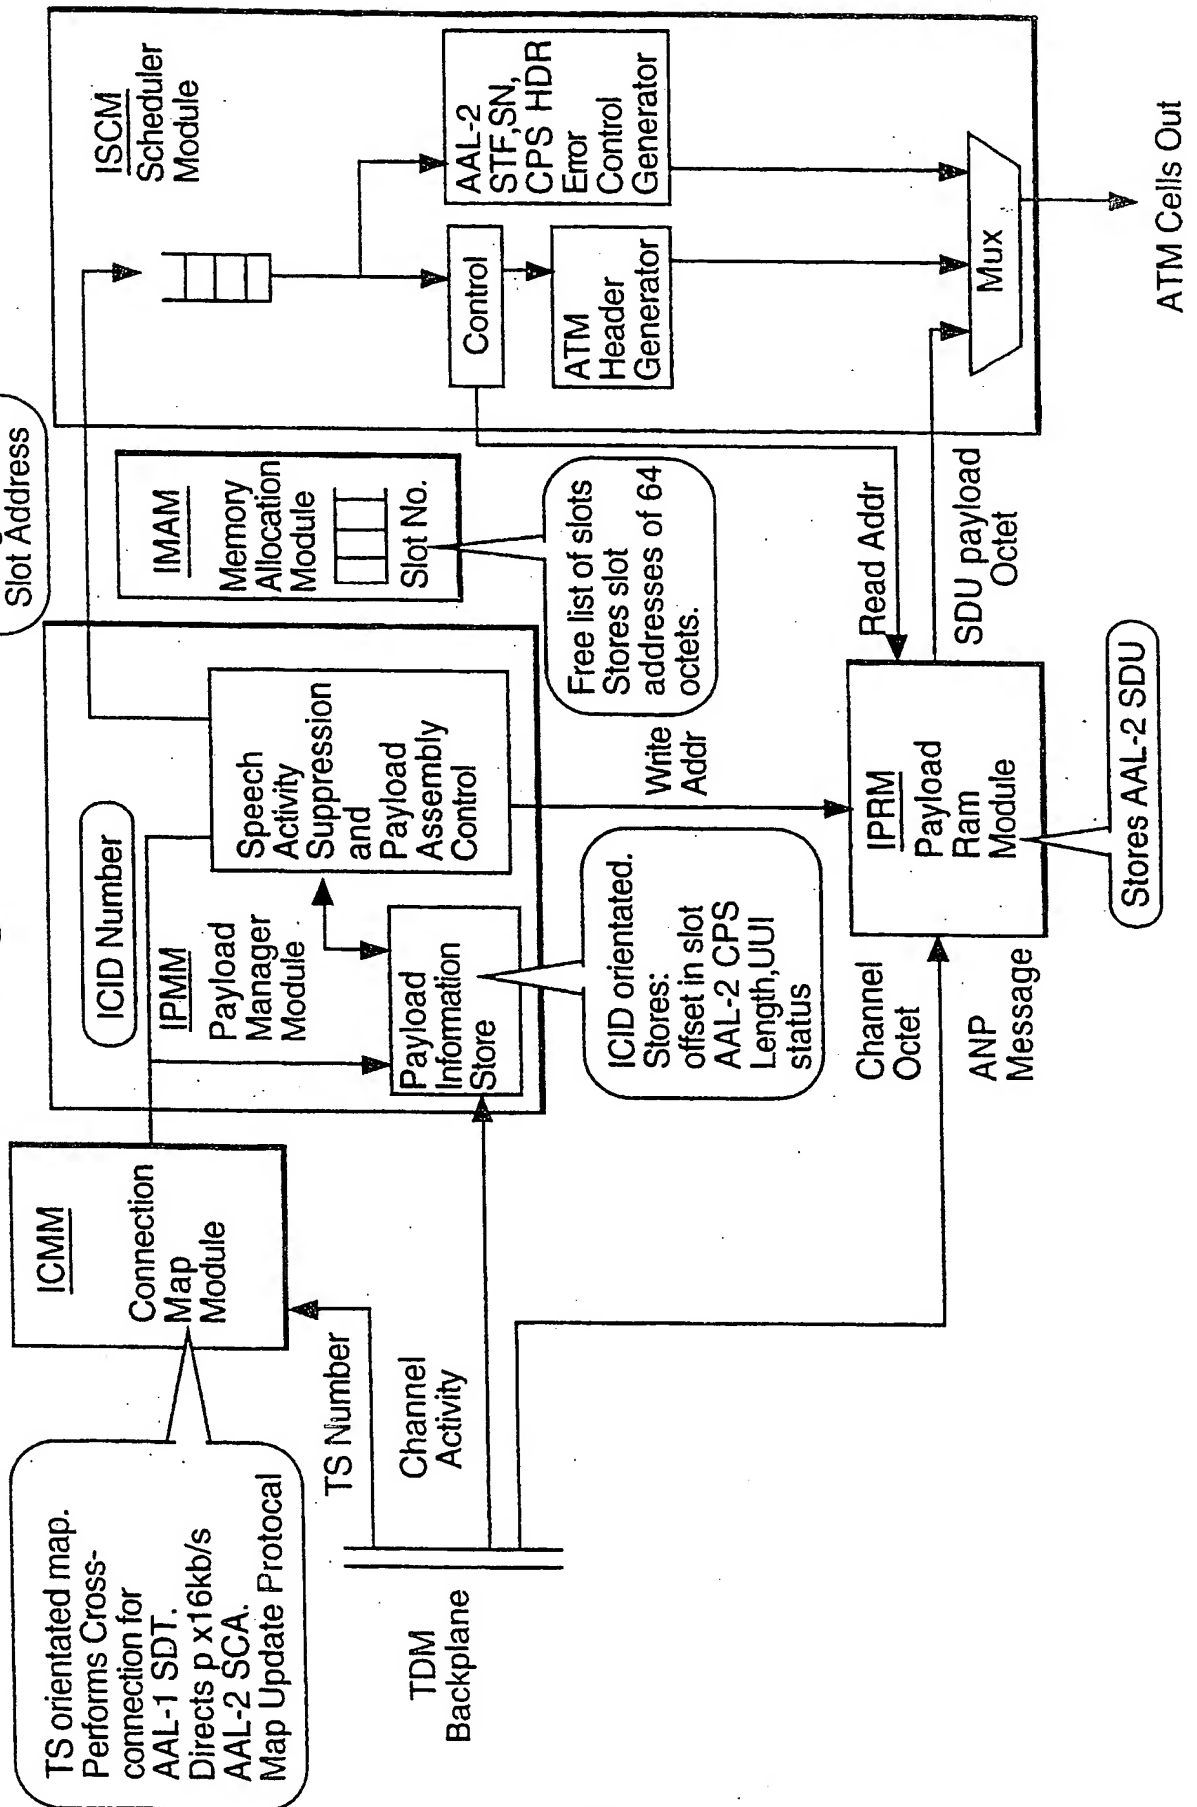 TS orientated map.
Performs Cross-
connection for
AAL-1 SDT.
Directs p x16kb/s
AAL-2 SCA.
Map Update Protocal
ICMM
Connection
Map
Module
TDM
Backplane
TS Number
Channel
Activity
ICID Number
IPMM
Payload
Manager
Module
Payload
Information
Store
Speech
Activity
Suppression
and
Payload
Assembly
Control
ICID orientated.
Stores:
offset in slot
AAL-2 CPS
Length,UUI
status
Slot Address
IMAM
Memory
Allocation
Module
Slot No.
Free list of slots
Stores slot
addresses of 64
octets.
Write
Addr
Channel
Octet
ANP
Message
IPRM
Payload
Ram
Module
Stores AAL-2 SDU
Read Addr
SDU payload
Octet
ISCM
Scheduler
Module
Control
ATM
Header
Generator
AAL-2
STF,SN,
CPS HDR
Error
Control
Generator
Mux
ATM Cells Out